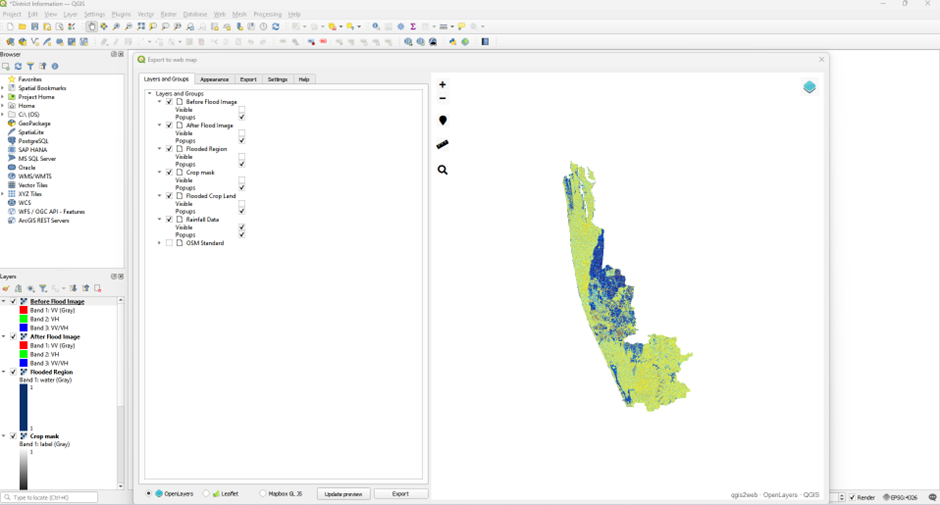 *District Information — QGIS
Project Edit View Layer Settings Plugins Vector Raster Database Web Mesh Processing Help
Browser
Favorites
Spatial Bookmarks
Project Home
Home
C:\ (OS)
GeoPackage
SpatiaLite
PostgreSQL
SAP HANA
MS SQL Server
Oracle
WMS/WMTS
Vector Tiles
XYZ Tiles
WCS
WFS / OGC API - Features
ArcGIS REST Servers
Layers
Before Flood Image
Band 1: VV (Gray)
Band 2: VH
Band 3: VV/VH
After Flood Image
Band 1: VV (Gray)
Band 2: VH
Band 3: VV/VH
Flooded Region
Band 1: water (Gray)
1
1
Crop mask
Band 1: label (Gray)
1
Type to locate (Ctrl+K)
Export to web map
Layers and Groups Appearance Export Settings Help
Layers and Groups
Before Flood Image
Visible
Popups
After Flood Image
Visible
Popups
Flooded Region
Visible
Popups
Crop mask
Visible
Popups
Flooded Crop Land
Visible
Popups
Rainfall Data
Visible
Popups
OSM Standard
OpenLayers Leaflet Mapbox GL JS Update preview Export
+
−
qgis2web · OpenLayers · QGIS
Render EPSG:4326